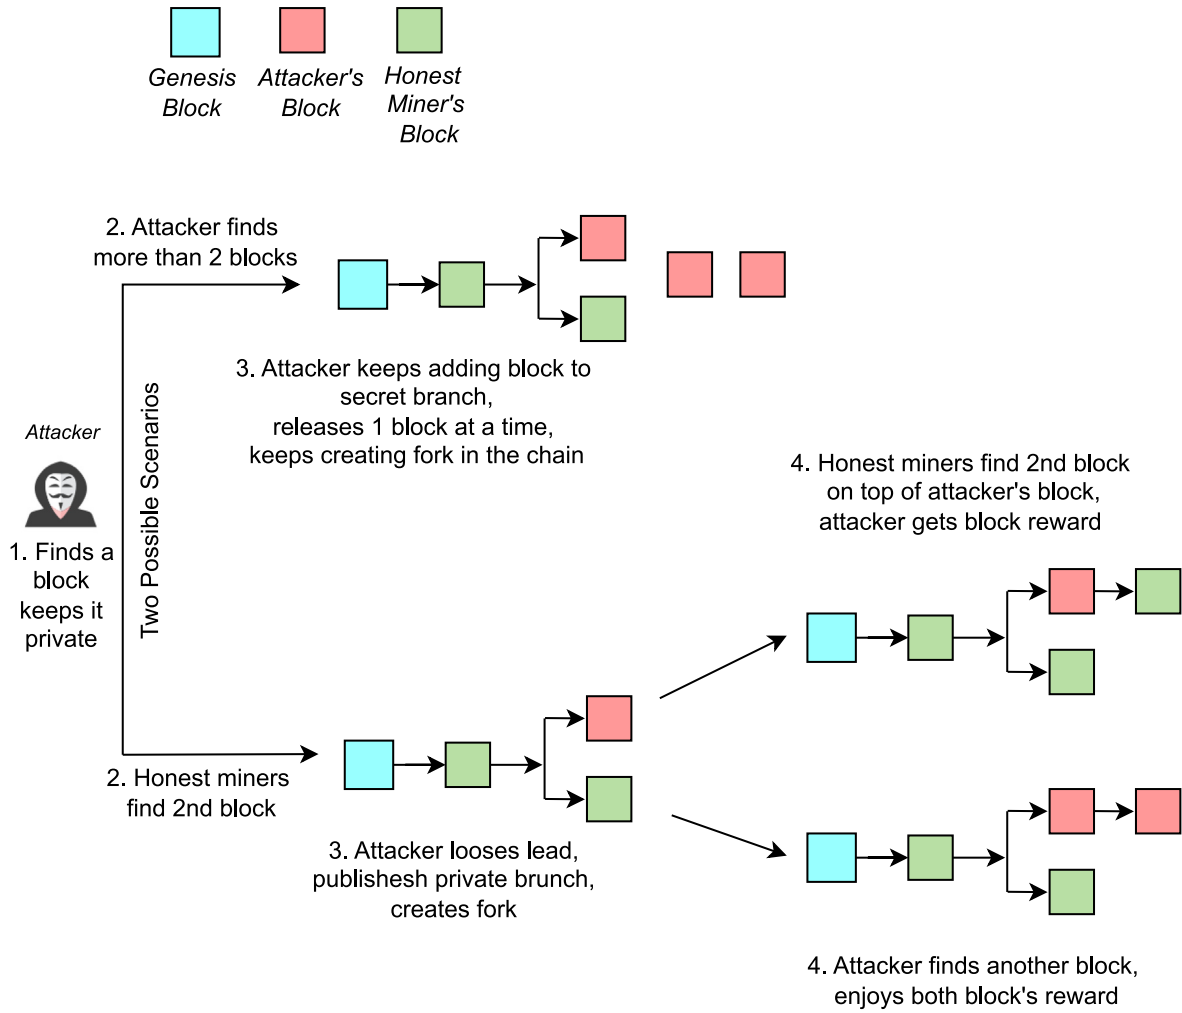 Genesis
Block
Attacker's
Block
Honest
Miner's
Block
2. Attacker finds
more than 2 blocks
3. Attacker keeps adding block to
secret branch,
releases 1 block at a time,
keeps creating fork in the chain
Attacker
1. Finds a
block
keeps it
private
Two Possible Scenarios
2. Honest miners
find 2nd block
3. Attacker looses lead,
publishesh private brunch,
creates fork
4. Honest miners find 2nd block
on top of attacker's block,
attacker gets block reward
4. Attacker finds another block,
enjoys both block's reward